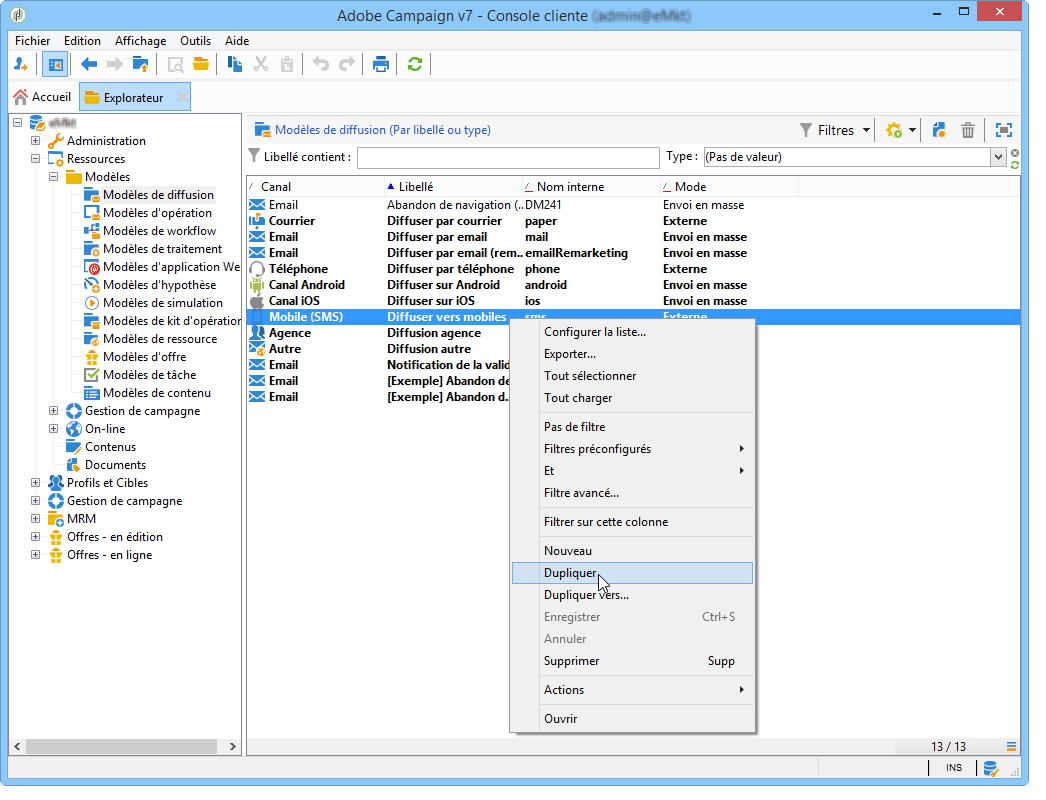 Adobe Campaign v7 - Console cliente
Fichier Edition Affichage Outils Aide
Accueil Explorateur
Administration
Ressources
Modèles
Modèles de diffusion
Modèles d'opération
Modèles de workflow
Modèles de traitement
Modèles d'application We
Modèles d'hypothèse
Modèles de simulation
Modèles de kit d'opération
Modèles de ressource
Modèles d'offre
Modèles de tâche
Modèles de contenu
Gestion de campagne
On-line
Contenus
Documents
Profils et Cibles
Gestion de campagne
MRM
Offres - en édition
Offres - en ligne
Modèles de diffusion (Par libellé ou type) Filtres
Libellé contient : Type : (Pas de valeur)
Canal Libellé Nom interne Mode
Email Abandon de navigation (.. DM241 Envoi en masse
Courrier Diffuser par courrier paper Externe
Email Diffuser par email mail Envoi en masse
Email Diffuser par email (rem.. emailRemarketing Envoi en masse
Téléphone Diffuser par téléphone phone Externe
Canal Android Diffuser sur Android android Envoi en masse
Canal iOS Diffuser sur iOS ios Envoi en masse
Mobile (SMS) Diffuser vers mobiles sms Externe
Agence Diffusion agence
Autre Diffusion autre
Email Notification de la valid
Email [Exemple] Abandon de
Email [Exemple] Abandon d..
Configurer la liste...
Exporter...
Tout sélectionner
Tout charger
Pas de filtre
Filtres préconfigurés
Et
Filtre avancé...
Filtrer sur cette colonne
Nouveau
Dupliquer
Dupliquer vers...
Enregistrer Ctrl+S
Annuler
Supprimer Supp
Actions
Ouvrir
13 / 13
INS